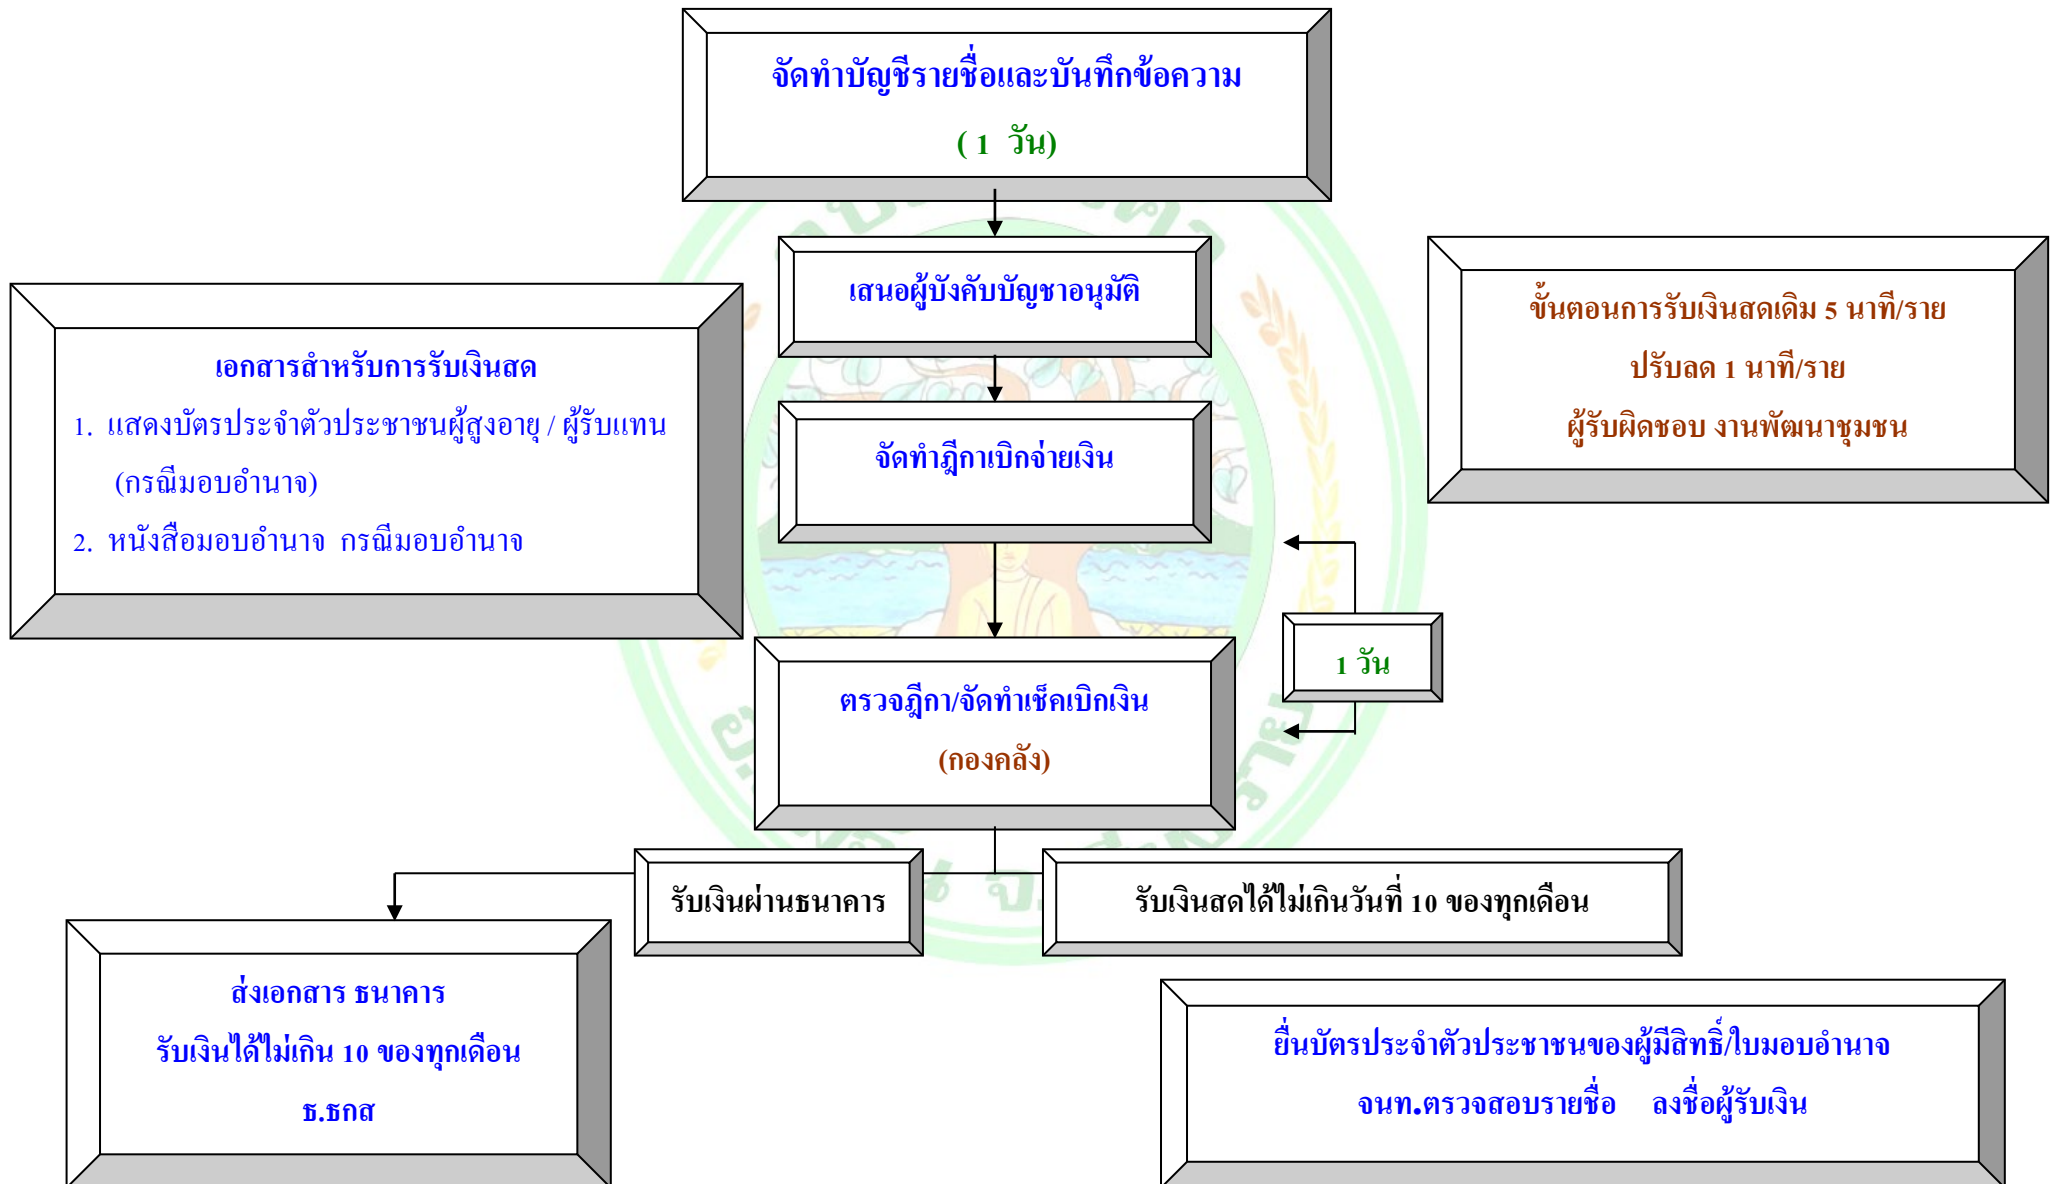 จัดทำบัญชีรายชื่อและบันทึกข้อความ
( 1 วัน)
เสนอผู้บังคับบัญชาอนุมัติ
ขั้นตอนการรับเงินสดเดิม 5 นาที/ราย
ปรับลด 1 นาที/ราย
ผู้รับผิดชอบ งานพัฒนาชุมชน
เอกสารสำหรับการรับเงินสด
1. แสดงบัตรประจำตัวประชาชนผู้สูงอายุ / ผู้รับแทน
(กรณีมอบอำนาจ)
2. หนังสือมอบอำนาจ กรณีมอบอำนาจ
จัดทำฎีกาเบิกจ่ายเงิน
1 วัน
ตรวจฎีกา/จัดทำเช็คเบิกเงิน
(กองคลัง)
รับเงินผ่านธนาคาร
รับเงินสดได้ไม่เกินวันที่ 10 ของทุกเดือน
ส่งเอกสาร ธนาคาร
รับเงินได้ไม่เกิน 10 ของทุกเดือน
ธ.ธกส
ยื่นบัตรประจำตัวประชาชนของผู้มีสิทธิ์/ใบมอบอำนาจ
จนท.ตรวจสอบรายชื่อ ลงชื่อผู้รับเงิน